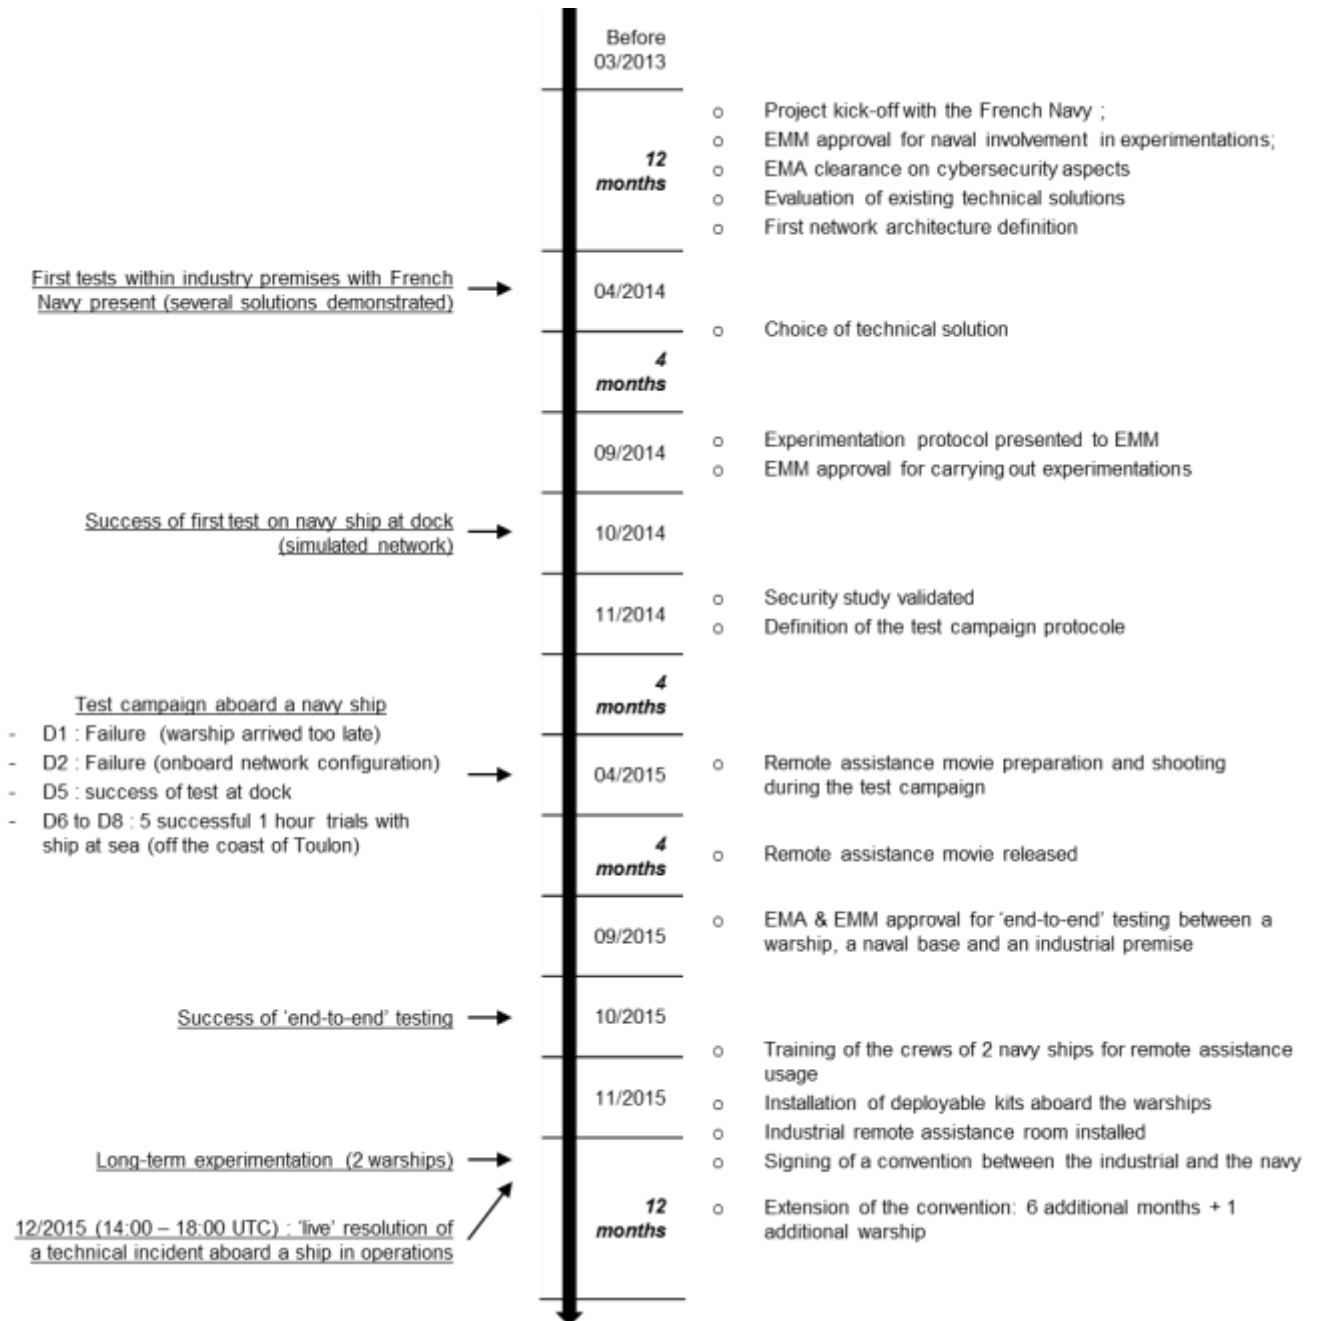 Before
03/2013
12
months
o Project kick-off with the French Navy ;
o EMM approval for naval involvement in experimentations;
o EMA clearance on cybersecurity aspects
o Evaluation of existing technical solutions
o First network architecture definition
First tests within industry premises with French
Navy present (several solutions demonstrated)
04/2014
o Choice of technical solution
4
months
09/2014
o Experimentation protocol presented to EMM
o EMM approval for carrying out experimentations
Success of first test on navy ship at dock
(simulated network)
10/2014
11/2014
o Security study validated
o Definition of the test campaign protocole
4
months
Test campaign aboard a navy ship
- D1 : Failure (warship arrived too late)
- D2 : Failure (onboard network configuration)
- D5 : success of test at dock
- D6 to D8 : 5 successful 1 hour trials with
ship at sea (off the coast of Toulon)
04/2015
o Remote assistance movie preparation and shooting
during the test campaign
4
months
o Remote assistance movie released
09/2015
o EMA & EMM approval for 'end-to-end' testing between a
warship, a naval base and an industrial premise
Success of 'end-to-end' testing
10/2015
11/2015
o Training of the crews of 2 navy ships for remote assistance
usage
o Installation of deployable kits aboard the warships
o Industrial remote assistance room installed
o Signing of a convention between the industrial and the navy
Long-term experimentation (2 warships)
12/2015 (14:00 – 18:00 UTC) : 'live' resolution of
a technical incident aboard a ship in operations
12
months
o Extension of the convention: 6 additional months + 1
additional warship